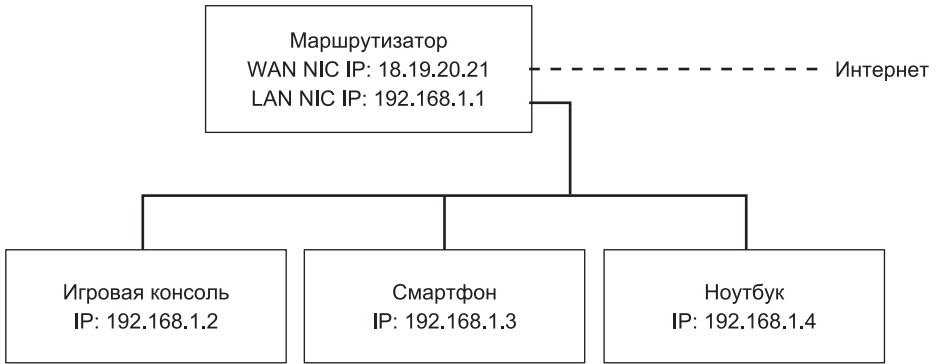 Маршрутизатор
WAN NIC IP: 18.19.20.21
LAN NIC IP: 192.168.1.1
Интернет
Игровая консоль
IP: 192.168.1.2
Смартфон
IP: 192.168.1.3
Ноутбук
IP: 192.168.1.4